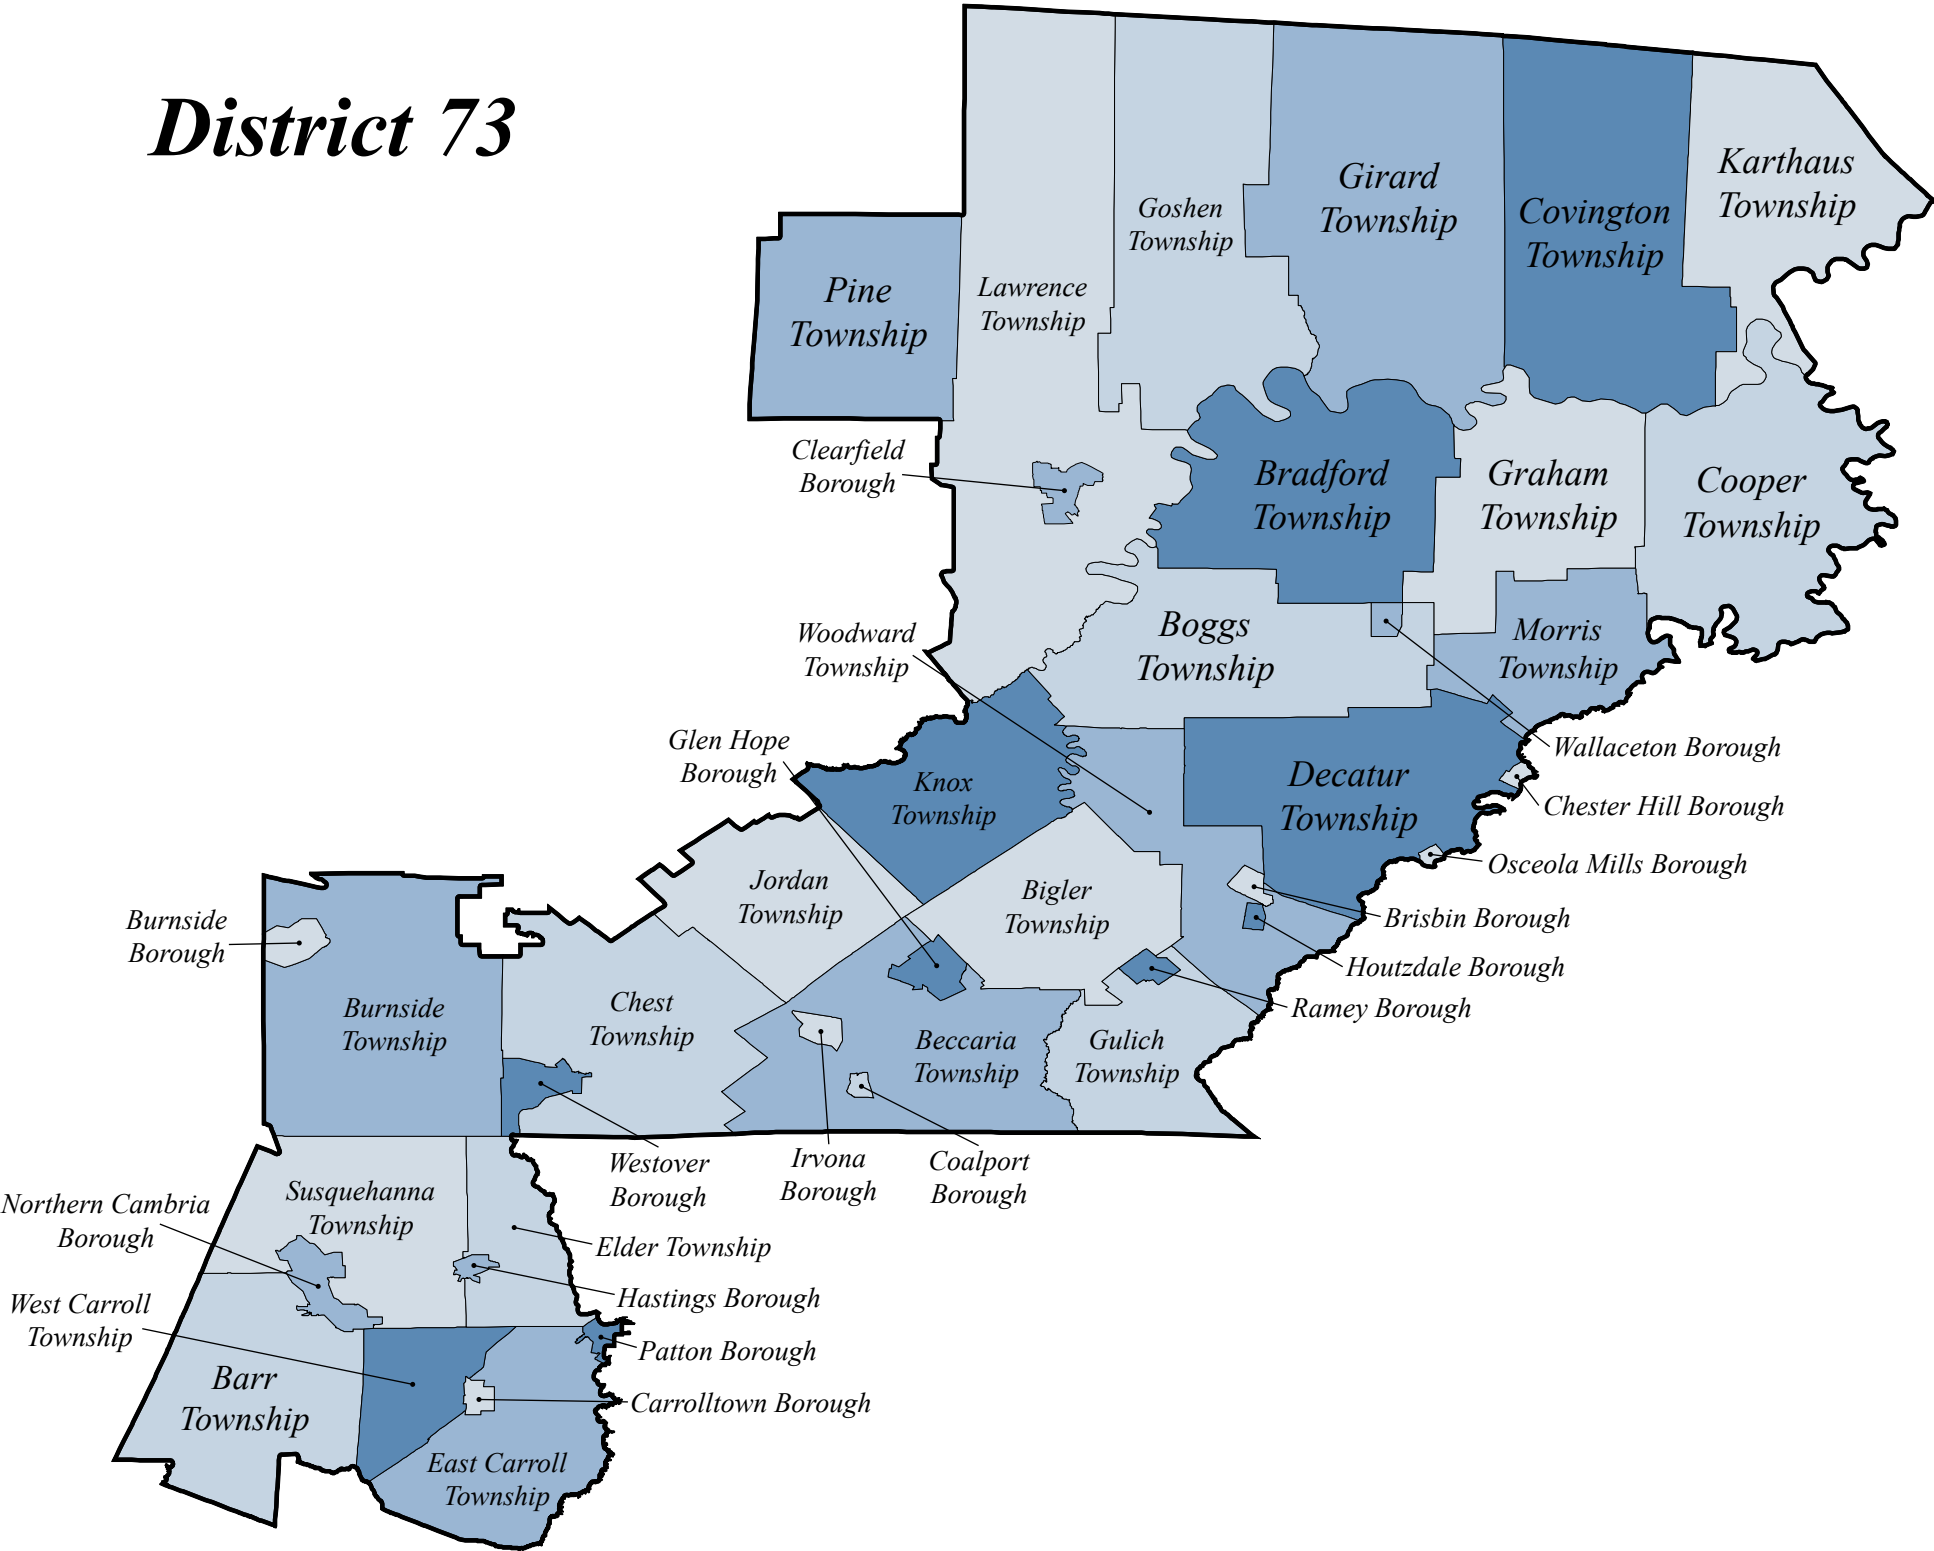 District 73
Karthaus
Township
Girard
Township
Goshen
Township
Covington
Township
Pine
Township
Lawrence
Township
Clearfield
Borough
Bradford
Township
Graham
Township
Cooper
Township
Woodward
Township
Boggs
Township
Morris
Township
Glen Hope
Borough
Wallaceton Borough
Knox
Township
Decatur
Township
Chester Hill Borough
Osceola Mills Borough
Jordan
Township
Bigler
Township
Brisbin Borough
Burnside
Borough
Houtzdale Borough
Ramey Borough
Burnside
Township
Chest
Township
Beccaria
Township
Gulich
Township
Westover
Borough
Irvona
Borough
Coalport
Borough
Northern Cambria
Borough
Susquehanna
Township
Elder Township
Hastings Borough
West Carroll
Township
Patton Borough
Barr
Township
Carrolltown Borough
East Carroll
Township